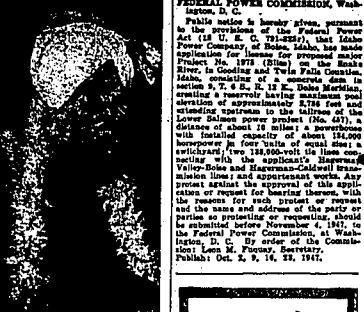 FEDERAL POWER COMMISSION, Wash-
ington, D. C.
Public notice is hereby given, pursuant
to the provisions of the Federal Power
Act (16 U. S. C. 791-825r), that Idaho
Power Company, of Boise, Idaho, has made
application for license for proposed major
Project No. 1975 (Bliss) on the Snake
River, in Gooding and Twin Falls Counties,
Idaho, consisting of a concrete dam in
section 9, T. 6 S., R. 12 E., Boise Meridian,
creating a reservoir having maximum pool
elevation of approximately feet and
extending upstream to the tailrace of the
Lower Salmon power project (No. ), a
distance of about miles; a powerhouse
with installed capacity of about
horsepower in four units of equal size; a
switchyard; two 138,000-volt tie lines con-
necting with the applicant's Hagerman
Valley-Boise and Hagerman-Caldwell trans-
mission lines; and appurtenant works. Any
protest against the approval of this appli-
cation or request for hearing thereon, with
the reasons for such protest or request
and the name and address of the party or
parties so protesting or requesting, should
be submitted before November 4, 1947, to
the Federal Power Commission, at Wash-
ington, D. C. By order of the Commis-
sion: Leon M. Fuquay, Secretary.
Publish: Oct. 2, 9, 16, 23, 1947.